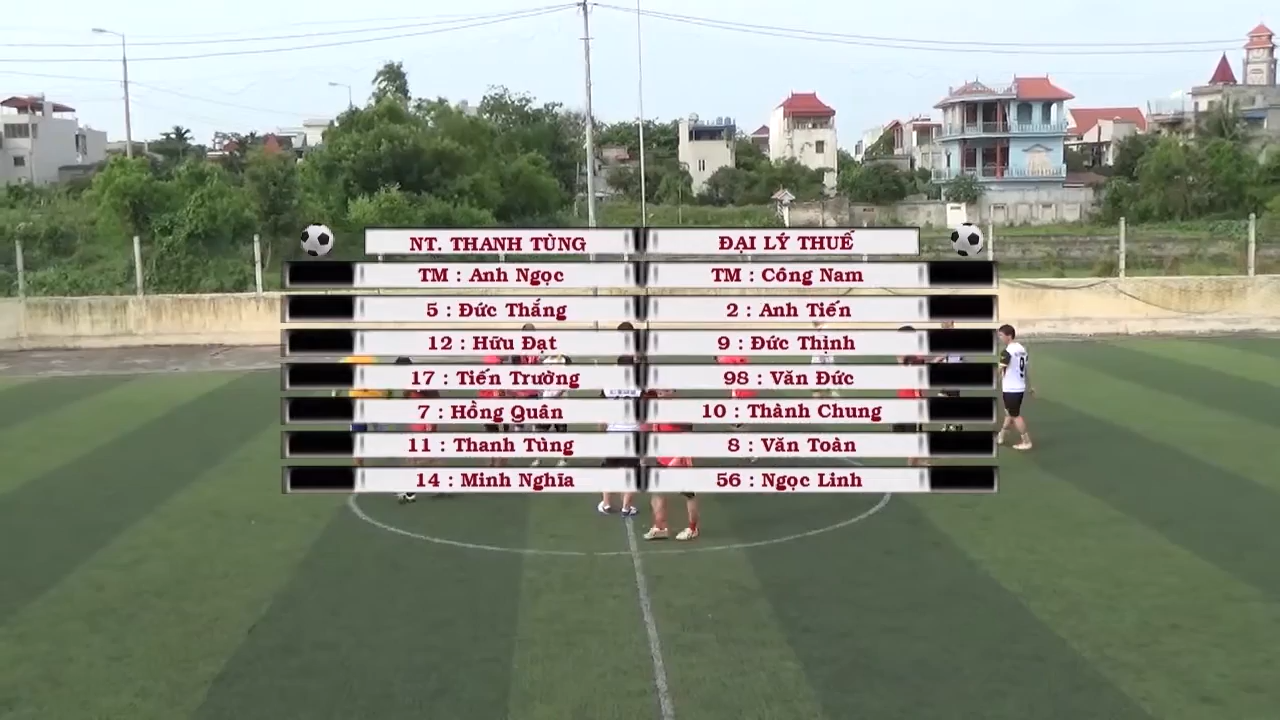 NT. THANH TÙNG ĐẠI LÝ THUẾ
TM : Anh Ngọc TM : Công Nam
5 : Đức Thắng 2 : Anh Tiến
12 : Hữu Đạt 9 : Đức Thịnh
17 : Tiến Trường 98 : Văn Đức
7 : Hồng Quân 10 : Thành Chung
11 : Thanh Tùng 8 : Văn Toàn
14 : Minh Nghĩa 56 : Ngọc Linh
9